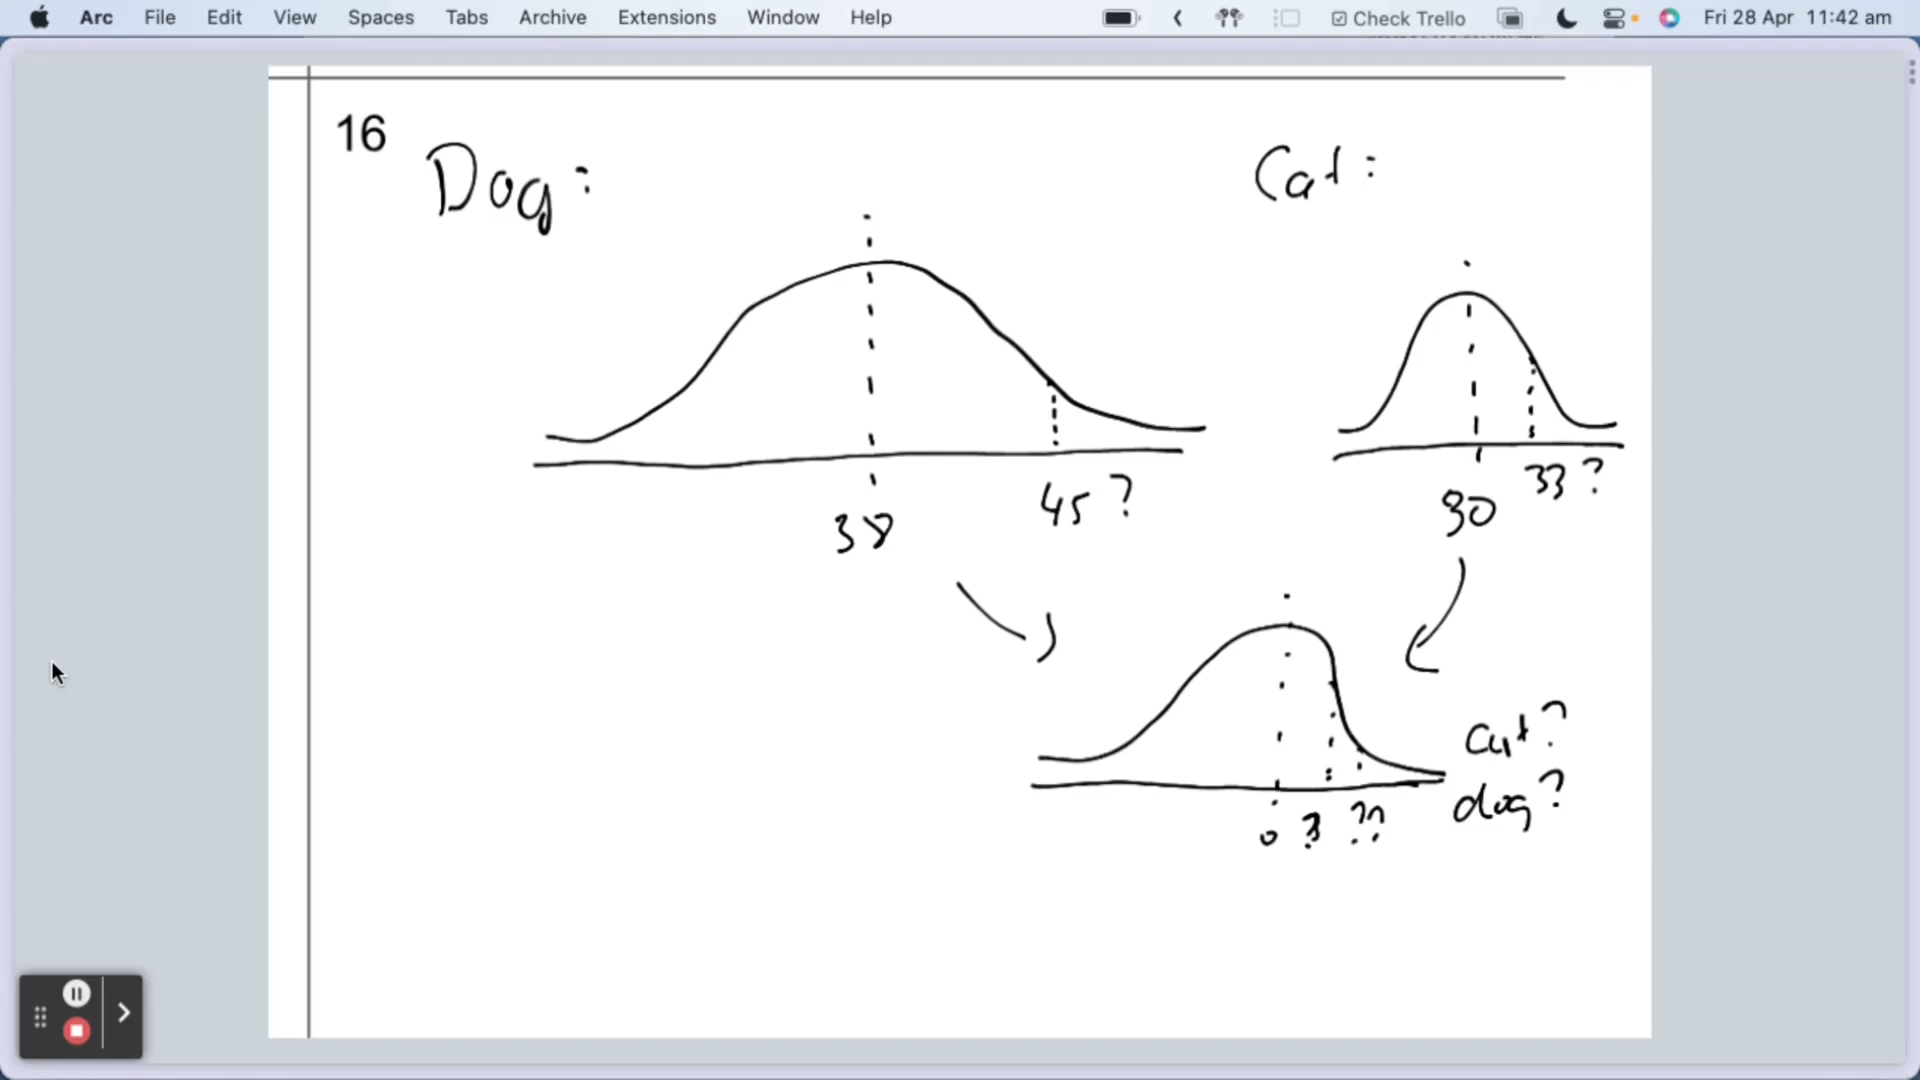 Arc File Edit View Spaces Tabs Archive Extensions Window Help Check Trello Fri 28 Apr 11:42 am
16
Dog:
Cat:
38
45 ?
30
33 ?
cat?
dog?
0 ? ??